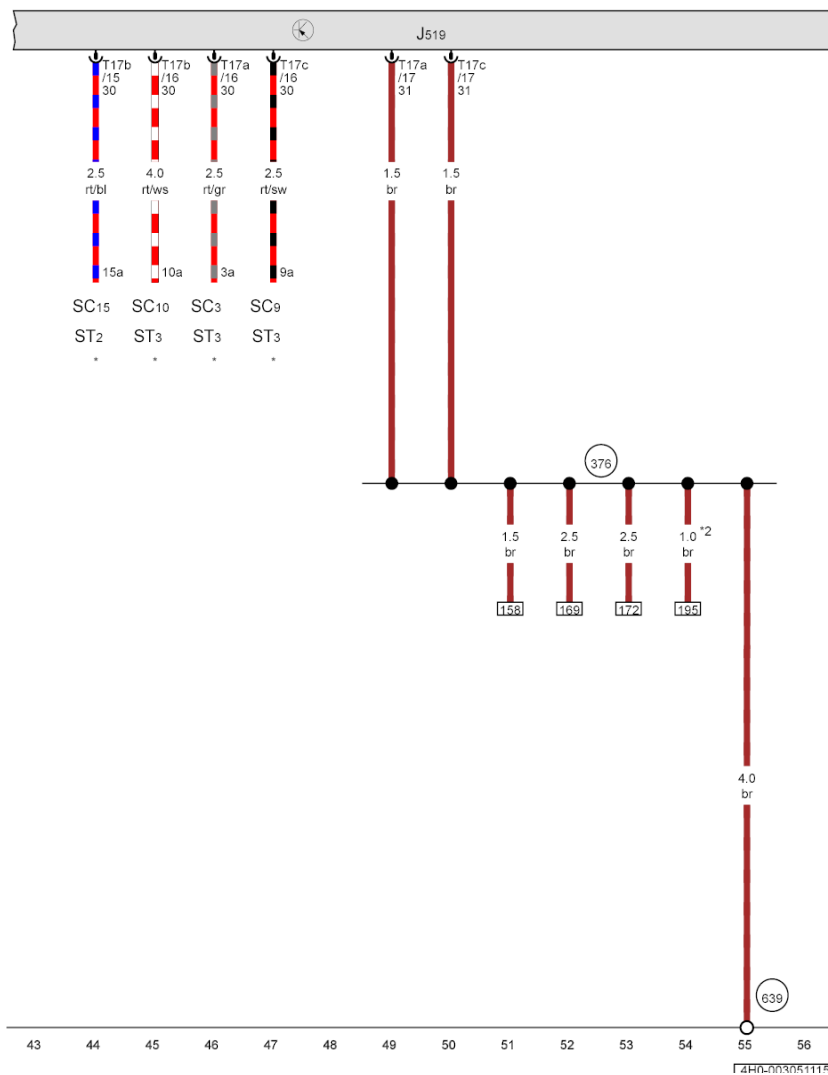 J519
T17b
/15
30
T17b
/16
30
T17a
/16
30
T17c
/16
30
T17a
/17
31
T17c
/17
31
2.5
rt/bl
4.0
rt/ws
2.5
rt/gr
2.5
rt/sw
1.5
br
1.5
br
15a
10a
3a
9a
SC15
SC10
SC3
SC9
ST2
ST3
ST3
ST3
*
*
*
*
376
1.5
br
2.5
br
2.5
br
1.0 *2
br
158
169
172
195
4.0
br
639
43 44 45 46 47 48 49 50 51 52 53 54 55 56
4H0-003051115